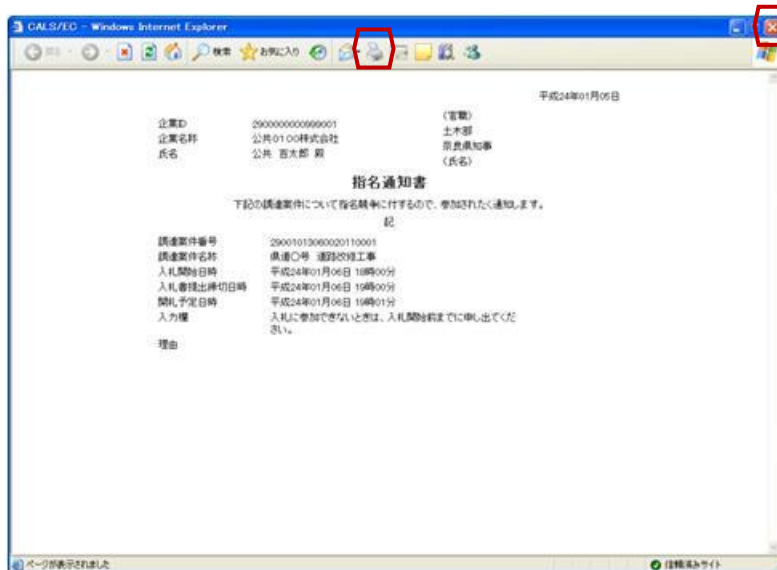 CALS/EC - Windows Internet Explorer
検索 お気に入り
平成24年01月05日
(官職)
企業ID 2900000000999001 土木部
企業名称 公共0100株式会社 奈良県知事
氏名 公共 百太郎 殿 (氏名)
指名通知書
下記の調達案件について指名競争に付するので、参加されたく通知します。
記
調達案件番号 29001013060020110001
調達案件名称 県道〇号 道路改修工事
入札開始日時 平成24年01月06日 18時00分
入札書提出締切日時 平成24年01月06日 19時00分
開札予定日時 平成24年01月06日 19時01分
入力欄 入札に参加できないときは、入札開始前までに申し出てくだ
さい。
理由
ページが表示されました 信頼済みサイト